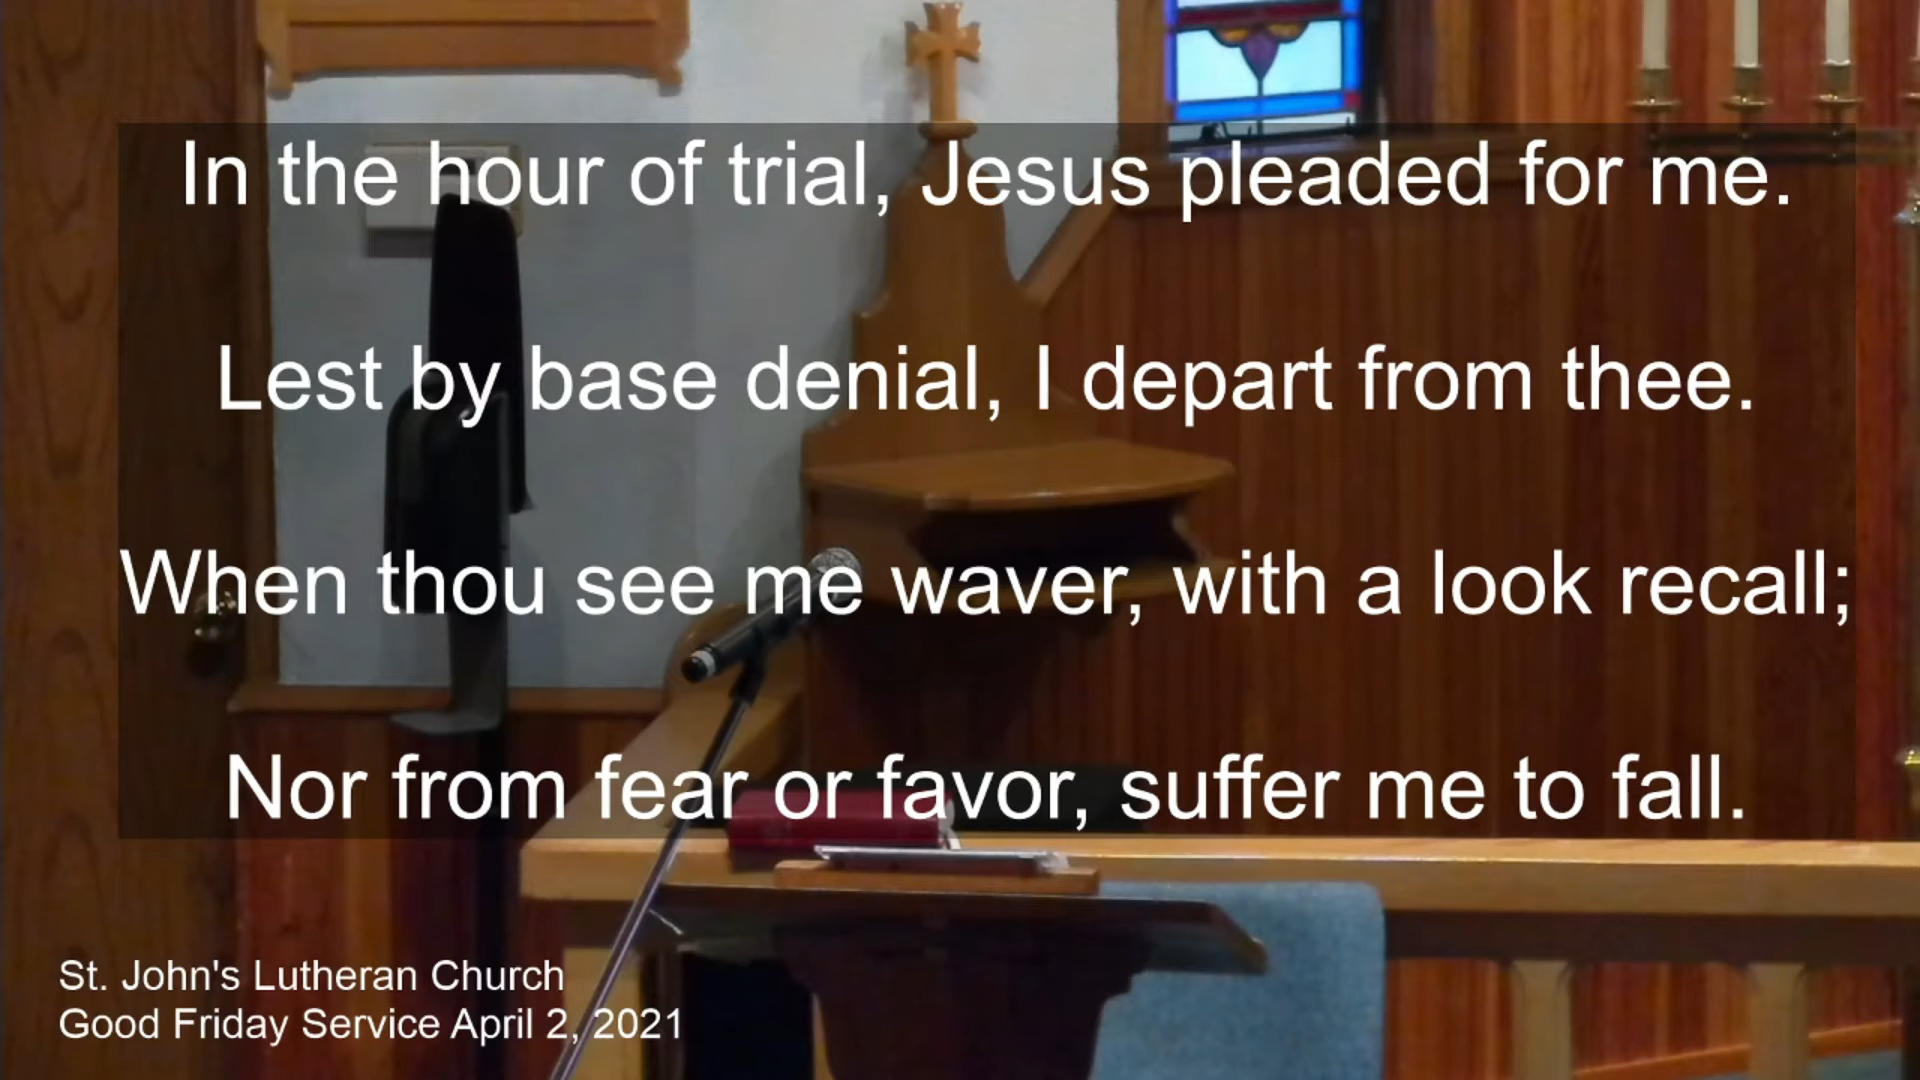 In the hour of trial, Jesus pleaded for me.
Lest by base denial, I depart from thee.
When thou see me waver, with a look recall;
Nor from fear or favor, suffer me to fall.
St. John's Lutheran Church
Good Friday Service April 2, 2021